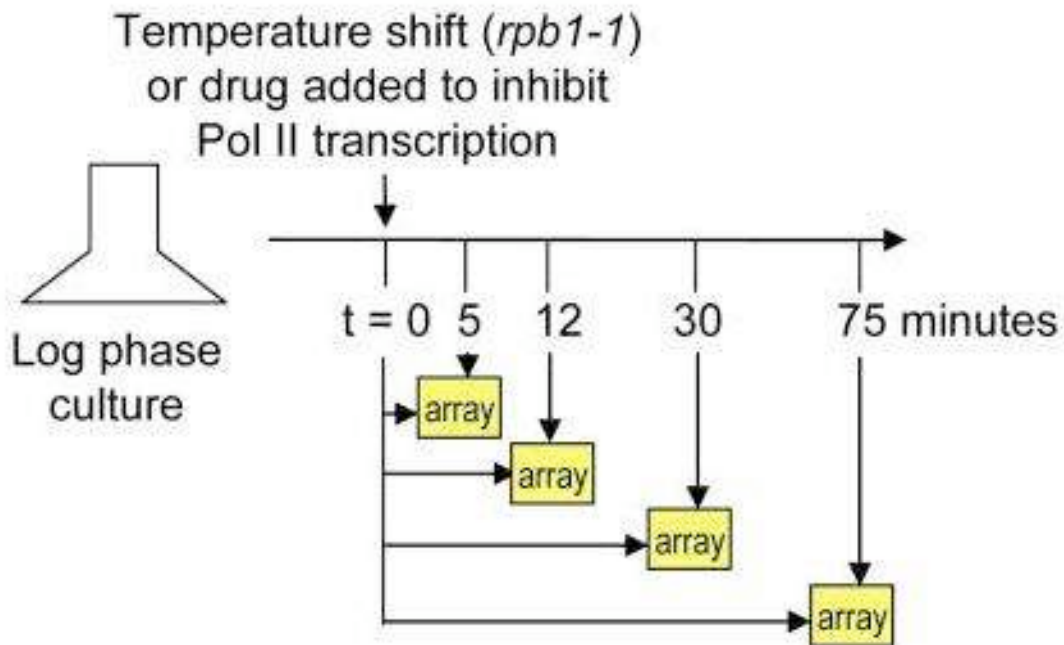 Temperature shift (rpb1-1)
or drug added to inhibit
Pol II transcription
Log phase
culture
t = 0 5 12 30 75 minutes
array
array
array
array